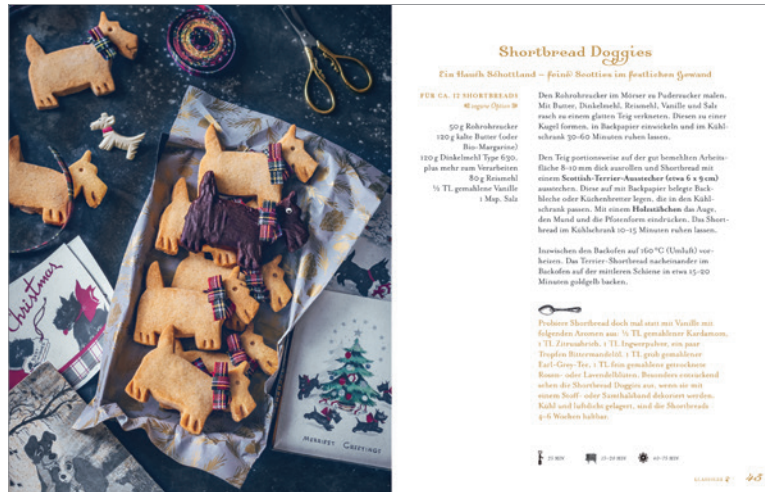 Christmas
MERRIEST GREETINGS
Shortbread Doggies
Ein Hauch Schottland – feine Scotties im festlichen Gewand
FÜR CA. 12 SHORTBREADS
vegane Option
50 g Rohrohrzucker
120 g kalte Butter (oder
Bio-Margarine)
120 g Dinkelmehl Type 630,
plus mehr zum Verarbeiten
80 g Reismehl
½ TL gemahlene Vanille
1 Msp. Salz
Den Rohrohrzucker im Mörser zu Puderzucker malen.
Mit Butter, Dinkelmehl, Reismehl, Vanille und Salz
rasch zu einem glatten Teig verkneten. Diesen zu einer
Kugel formen, in Backpapier einwickeln und im Kühl-
schrank 30–60 Minuten ruhen lassen.
Den Teig portionsweise auf der gut bemehlten Arbeits-
fläche 8–10 mm dick ausrollen und Shortbread mit
einem Scottish-Terrier-Ausstecher (etwa 6 x 9 cm)
ausstechen. Diese auf mit Backpapier belegte Back-
bleche oder Küchenbretter legen, die in den Kühl-
schrank passen. Mit einem Holzstäbchen das Auge,
den Mund und die Pfotenform eindrücken. Das Short-
bread im Kühlschrank 10–15 Minuten ruhen lassen.
Inzwischen den Backofen auf 160 °C (Umluft) vor-
heizen. Das Terrier-Shortbread nacheinander im
Backofen auf der mittleren Schiene in etwa 15–20
Minuten goldgelb backen.
Probiere Shortbread doch mal statt mit Vanille mit
folgenden Aromen aus: ½ TL gemahlener Kardamom,
1 TL Zitrusabrieb, 1 TL Ingwerpulver, ein paar
Tropfen Bittermandelöl, 1 TL grob gemahlener
Earl-Grey-Tee, 1 TL fein gemahlene getrocknete
Rosen- oder Lavendelblüten. Besonders entzückend
sehen die Shortbread Doggies aus, wenn sie mit
einem Stoff- oder Samthalsband dekoriert werden.
Kühl und luftdicht gelagert, sind die Shortbreads
4–6 Wochen haltbar.
25 MIN
15–20 MIN
40–75 MIN
KLASSIKER
45